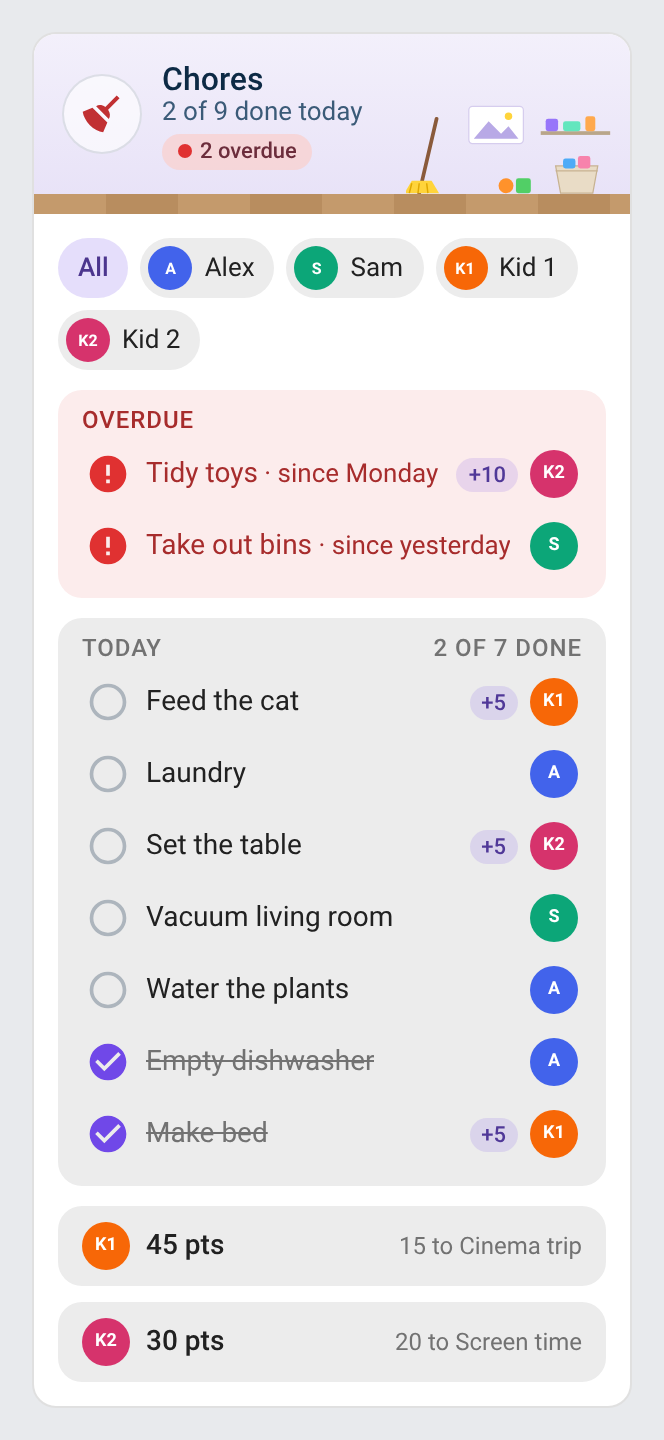 Chores
2 of 9 done today
2 overdue
All
A Alex
S Sam
K1 Kid 1
K2 Kid 2
OVERDUE
! Tidy toys · since Monday +10 K2
! Take out bins · since yesterday S
TODAY 2 OF 7 DONE
Feed the cat +5 K1
Laundry A
Set the table +5 K2
Vacuum living room S
Water the plants A
Empty dishwasher A
Make bed +5 K1
K1 45 pts 15 to Cinema trip
K2 30 pts 20 to Screen time